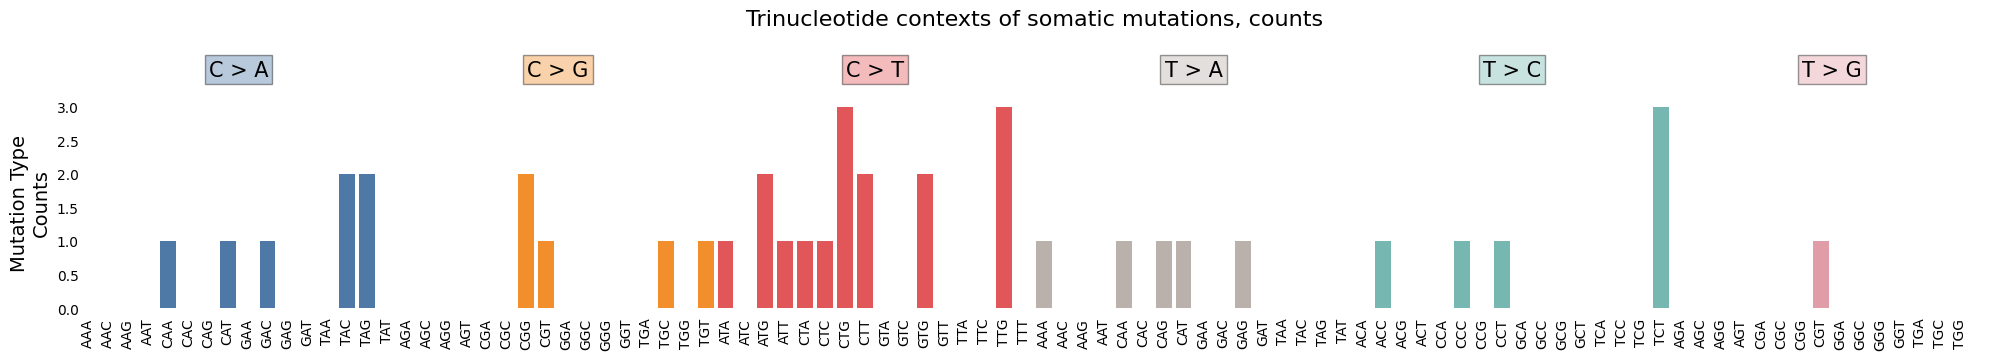 Trinucleotide contexts of somatic mutations, counts
C > A
C > G
C > T
T > A
T > C
T > G
Mutation Type
Counts
3.0
2.5
2.0
1.5
1.0
0.5
0.0
AAA AAC AAG AAT CAA CAC CAG CAT GAA GAC GAG GAT TAA TAC TAG TAT AGA AGC AGG AGT CGA CGC CGG CGT GGA GGC GGG GGT TGA TGC TGG TGT ATA ATC ATG ATT CTA CTC CTG CTT GTA GTC GTG GTT TTA TTC TTG TTT AAA AAC AAG AAT CAA CAC CAG CAT GAA GAC GAG GAT TAA TAC TAG TAT ACA ACC ACG ACT CCA CCC CCG CCT GCA GCC GCG GCT TCA TCC TCG TCT AGA AGC AGG AGT CGA CGC CGG CGT GGA GGC GGG GGT TGA TGC TGG